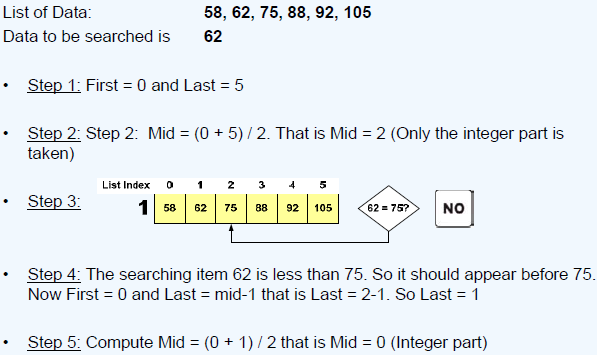 List of Data: 58, 62, 75, 88, 92, 105
Data to be searched is 62
• Step 1: First = 0 and Last = 5
• Step 2: Step 2: Mid = (0 + 5) / 2. That is Mid = 2 (Only the integer part is
taken)
List Index 0 1 2 3 4 5
• Step 3: 1 58 62 75 88 92 105 62 = 75? NO
• Step 4: The searching item 62 is less than 75. So it should appear before 75.
Now First = 0 and Last = mid-1 that is Last = 2-1. So Last = 1
• Step 5: Compute Mid = (0 + 1) / 2 that is Mid = 0 (Integer part)